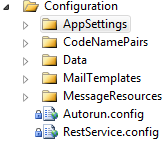 Configuration
AppSettings
CodeNamePairs
Data
MailTemplates
MessageResources
Autorun.config
RestService.config